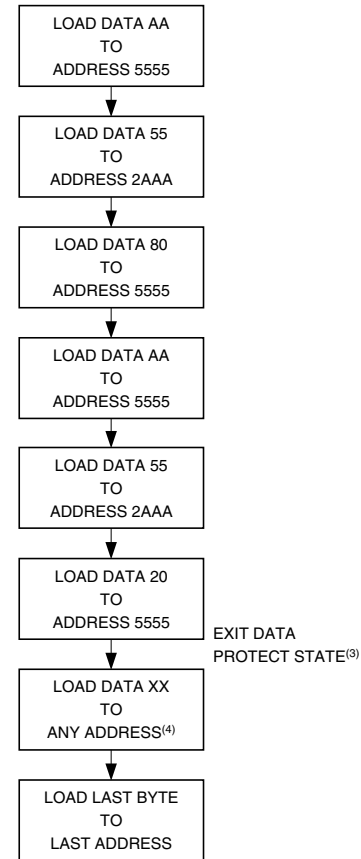 LOAD DATA AA
TO
ADDRESS 5555
LOAD DATA 55
TO
ADDRESS 2AAA
LOAD DATA 80
TO
ADDRESS 5555
LOAD DATA AA
TO
ADDRESS 5555
LOAD DATA 55
TO
ADDRESS 2AAA
LOAD DATA 20
TO
ADDRESS 5555
EXIT DATA
PROTECT STATE(3)
LOAD DATA XX
TO
ANY ADDRESS(4)
LOAD LAST BYTE
TO
LAST ADDRESS